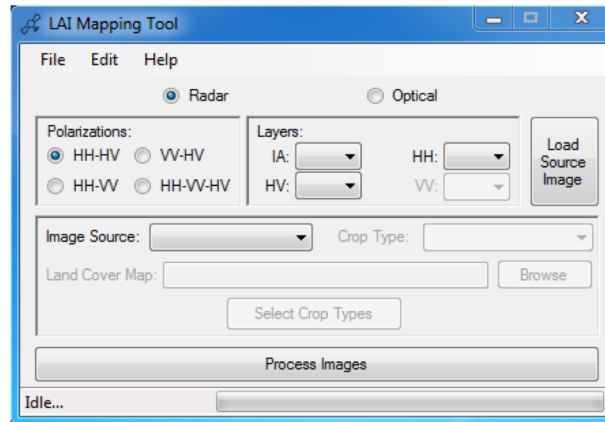 LAI Mapping Tool
File Edit Help
Radar Optical
Polarizations: Layers:
HH-HV VV-HV IA: HH: Load Source Image
HH-VV HH-VV-HV HV: VV:
Image Source: Crop Type:
Land Cover Map: Browse
Select Crop Types
Process Images
Idle...